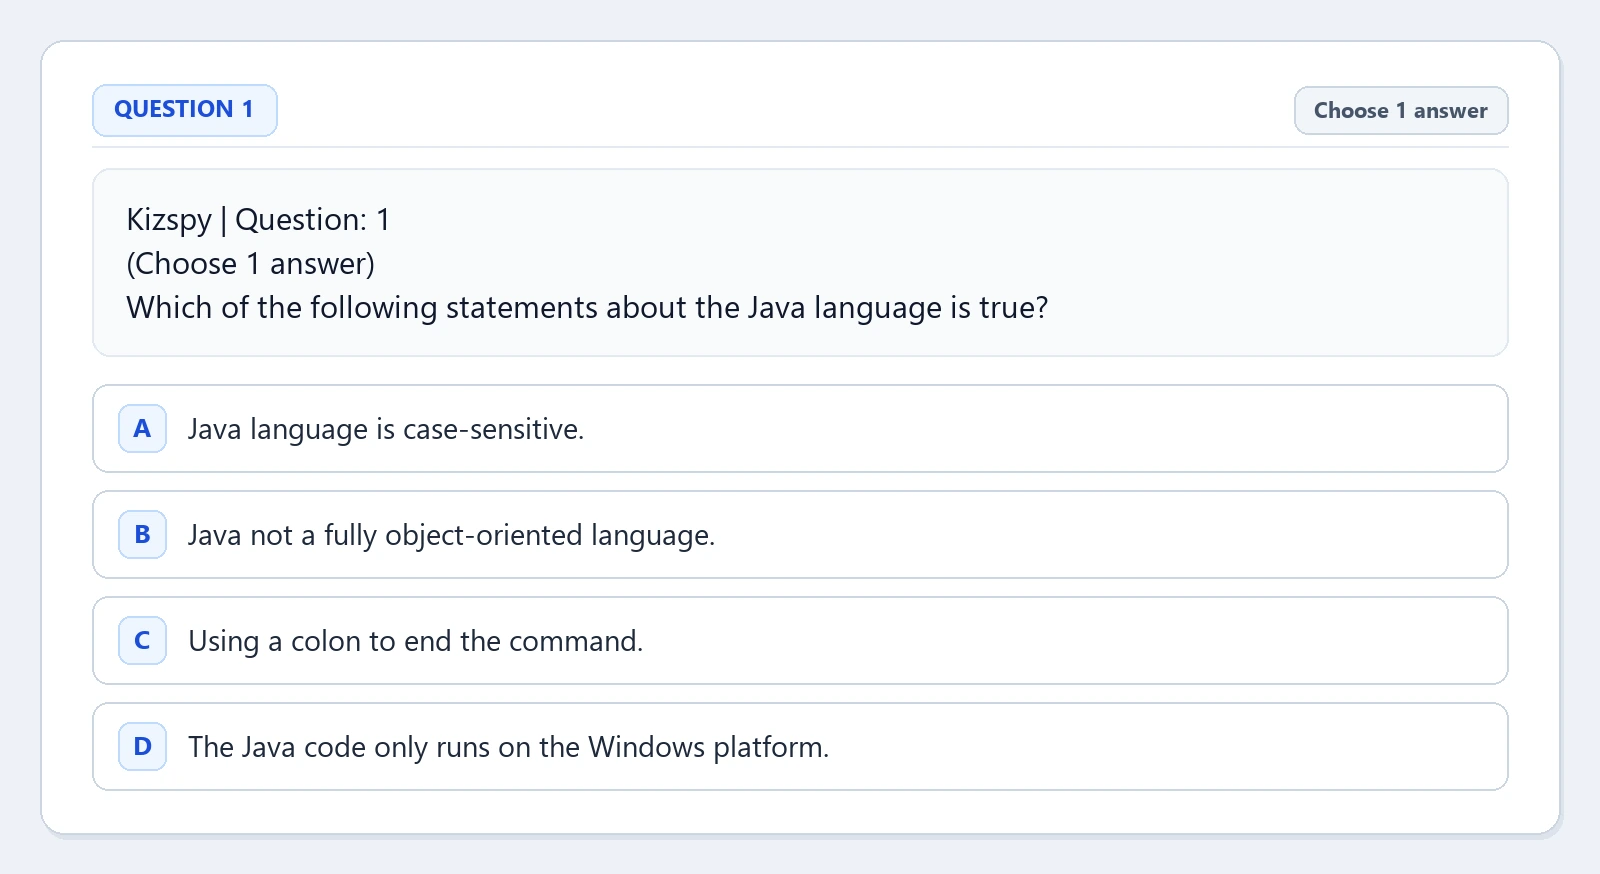 QUESTION 1
Choose 1 answer
Kizspy | Question: 1
(Choose 1 answer)
Which of the following statements about the Java language is true?
A Java language is case-sensitive.
B Java not a fully object-oriented language.
C Using a colon to end the command.
D The Java code only runs on the Windows platform.